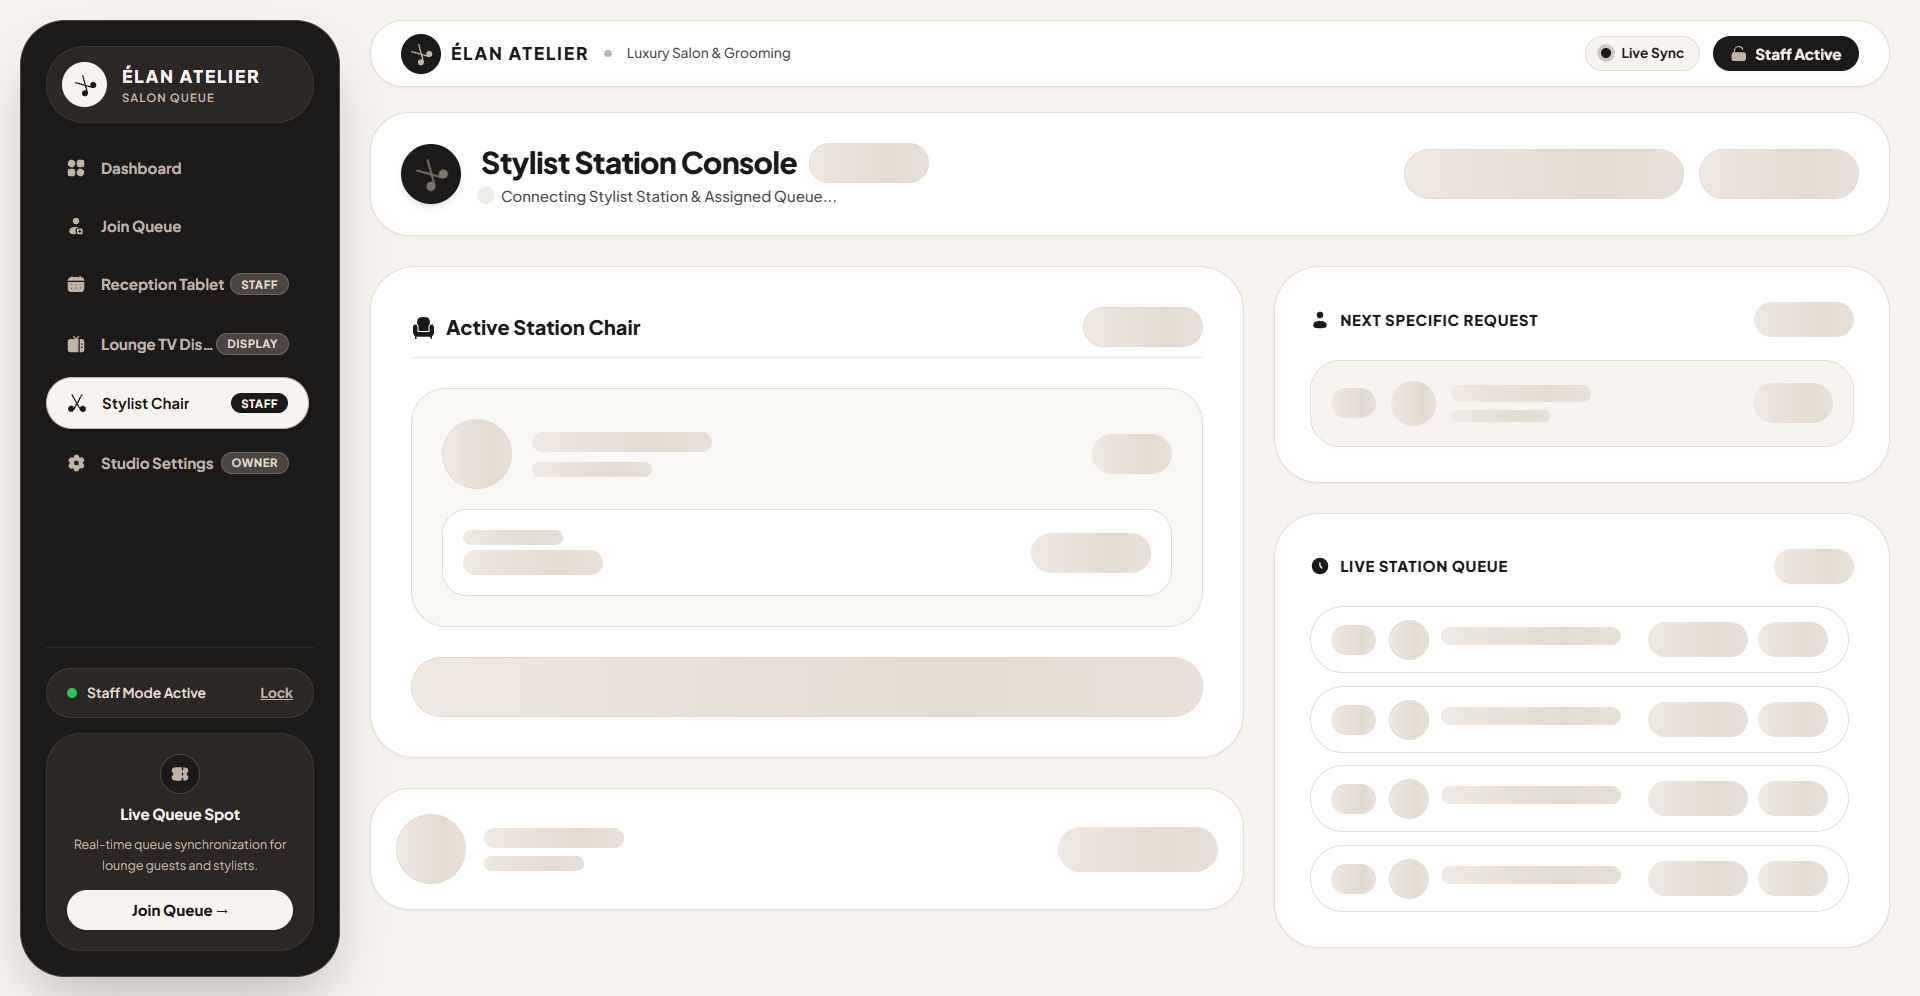 ÉLAN ATELIER
SALON QUEUE
Dashboard
Join Queue
Reception Tablet
STAFF
Lounge TV Dis...
DISPLAY
Stylist Chair
STAFF
Studio Settings
OWNER
Staff Mode Active
Lock
Live Queue Spot
Real-time queue synchronization for
lounge guests and stylists.
Join Queue →
ÉLAN ATELIER
Luxury Salon & Grooming
Live Sync
Staff Active
Stylist Station Console
Connecting Stylist Station & Assigned Queue...
Active Station Chair
NEXT SPECIFIC REQUEST
LIVE STATION QUEUE